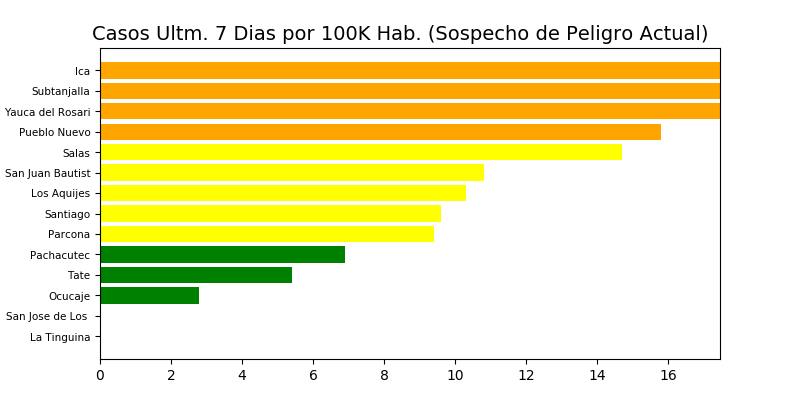 Casos Ultm. 7 Dias por 100K Hab. (Sospecho de Peligro Actual)
Ica
Subtanjalla
Yauca del Rosari
Pueblo Nuevo
Salas
San Juan Bautist
Los Aquijes
Santiago
Parcona
Pachacutec
Tate
Ocucaje
San Jose de Los
La Tinguina
0 2 4 6 8 10 12 14 16